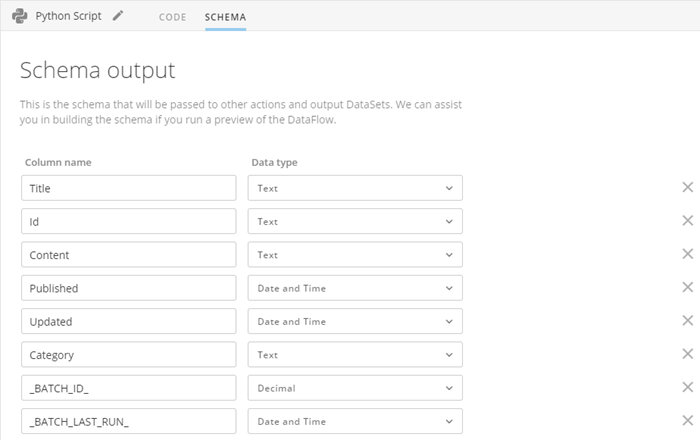 Python Script CODE SCHEMA
Schema output
This is the schema that will be passed to other actions and output DataSets. We can assist
you in building the schema if you run a preview of the DataFlow.
Column name Data type
Title Text
Id Text
Content Text
Published Date and Time
Updated Date and Time
Category Text
_BATCH_ID_ Decimal
_BATCH_LAST_RUN_ Date and Time